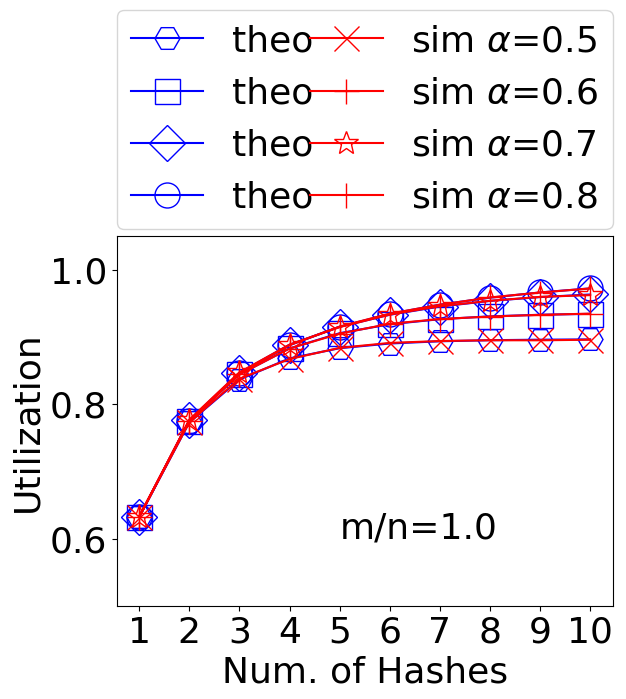 theo sim α=0.5
theo sim α=0.6
theo sim α=0.7
theo sim α=0.8
1.0
0.8
0.6
Utilization
m/n=1.0
1 2 3 4 5 6 7 8 9 10
Num. of Hashes